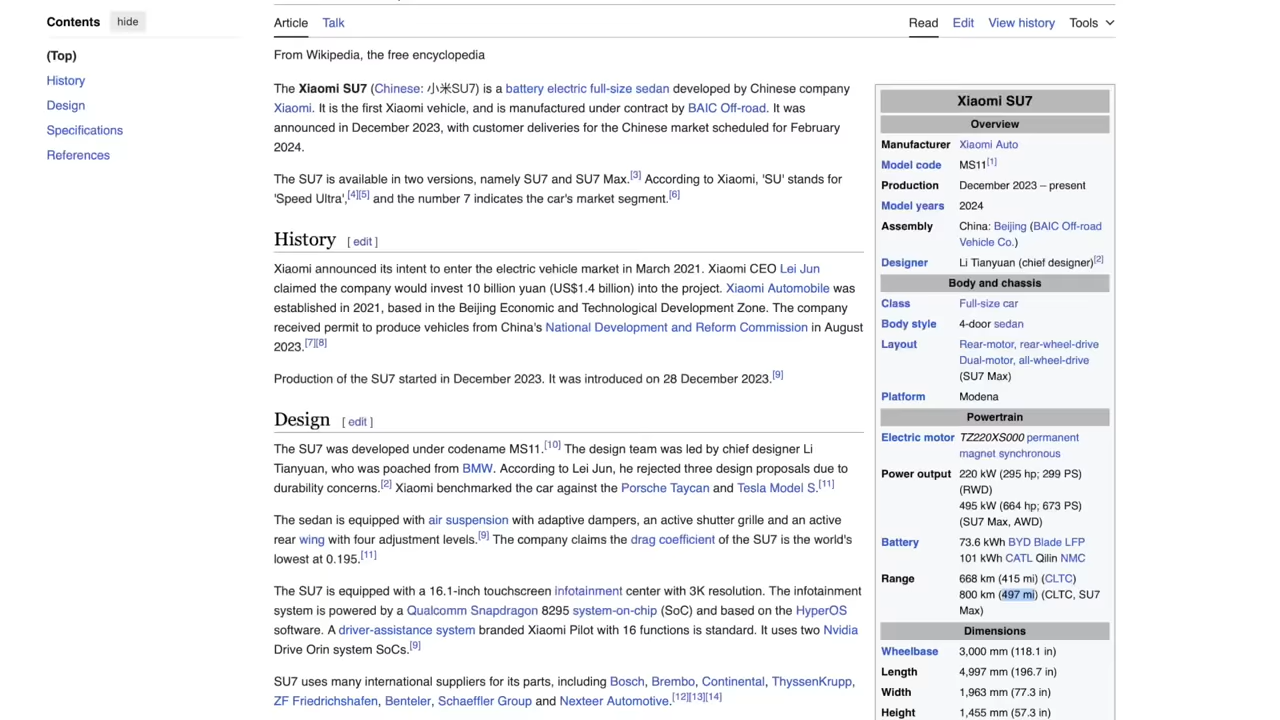 Contents hide
(Top)
History
Design
Specifications
References
Article Talk Read Edit View history Tools
From Wikipedia, the free encyclopedia
The Xiaomi SU7 (Chinese: 小米SU7) is a battery electric full-size sedan developed by Chinese company
Xiaomi. It is the first Xiaomi vehicle, and is manufactured under contract by BAIC Off-road. It was
announced in December 2023, with customer deliveries for the Chinese market scheduled for February
2024.
The SU7 is available in two versions, namely SU7 and SU7 Max.[3] According to Xiaomi, 'SU' stands for
'Speed Ultra',[4][5] and the number 7 indicates the car's market segment.[6]
History [ edit ]
Xiaomi announced its intent to enter the electric vehicle market in March 2021. Xiaomi CEO Lei Jun
claimed the company would invest 10 billion yuan (US$1.4 billion) into the project. Xiaomi Automobile was
established in 2021, based in the Beijing Economic and Technological Development Zone. The company
received permit to produce vehicles from China's National Development and Reform Commission in August
2023.[7][8]
Production of the SU7 started in December 2023. It was introduced on 28 December 2023.[9]
Design [ edit ]
The SU7 was developed under codename MS11.[10] The design team was led by chief designer Li
Tianyuan, who was poached from BMW. According to Lei Jun, he rejected three design proposals due to
durability concerns.[2] Xiaomi benchmarked the car against the Porsche Taycan and Tesla Model S.[11]
The sedan is equipped with air suspension with adaptive dampers, an active shutter grille and an active
rear wing with four adjustment levels.[9] The company claims the drag coefficient of the SU7 is the world's
lowest at 0.195.[11]
The SU7 is equipped with a 16.1-inch touchscreen infotainment center with 3K resolution. The infotainment
system is powered by a Qualcomm Snapdragon 8295 system-on-chip (SoC) and based on the HyperOS
software. A driver-assistance system branded Xiaomi Pilot with 16 functions is standard. It uses two Nvidia
Drive Orin system SoCs.[9]
SU7 uses many international suppliers for its parts, including Bosch, Brembo, Continental, ThyssenKrupp,
ZF Friedrichshafen, Benteler, Schaeffler Group and Nexteer Automotive.[12][13][14]
Xiaomi SU7
Overview
Manufacturer Xiaomi Auto
Model code MS11[1]
Production December 2023 – present
Model years 2024
Assembly China: Beijing (BAIC Off-road
Vehicle Co.)
Designer Li Tianyuan (chief designer)[2]
Body and chassis
Class Full-size car
Body style 4-door sedan
Layout Rear-motor, rear-wheel-drive
Dual-motor, all-wheel-drive
(SU7 Max)
Platform Modena
Powertrain
Electric motor TZ220XS000 permanent
magnet synchronous
Power output 220 kW (295 hp; 299 PS)
(RWD)
495 kW (664 hp; 673 PS)
(SU7 Max, AWD)
Battery 73.6 kWh BYD Blade LFP
101 kWh CATL Qilin NMC
Range 668 km (415 mi) (CLTC)
800 km (497 mi) (CLTC, SU7
Max)
Dimensions
Wheelbase 3,000 mm (118.1 in)
Length 4,997 mm (196.7 in)
Width 1,963 mm (77.3 in)
Height 1,455 mm (57.3 in)